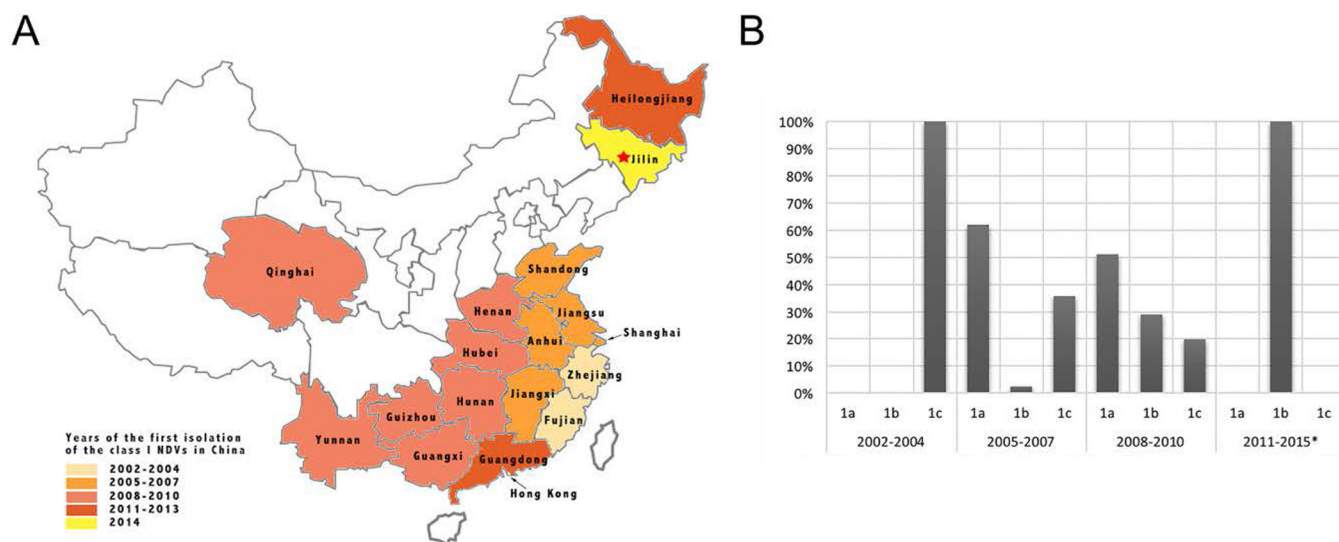 A
Heilongjiang
Jilin
Qinghai
Shandong
Henan
Jiangsu
Shanghai
Anhui
Hubei
Zhejiang
Jiangxi
Hunan
Guizhou
Fujian
Yunnan
Guangxi
Guangdong
Hong Kong
Years of the first isolation
of the class I NDVs in China
2002-2004
2005-2007
2008-2010
2011-2013
2014
B
100%
90%
80%
70%
60%
50%
40%
30%
20%
10%
0%
1a 1b 1c 1a 1b 1c 1a 1b 1c 1a 1b 1c
2002-2004 2005-2007 2008-2010 2011-2015*